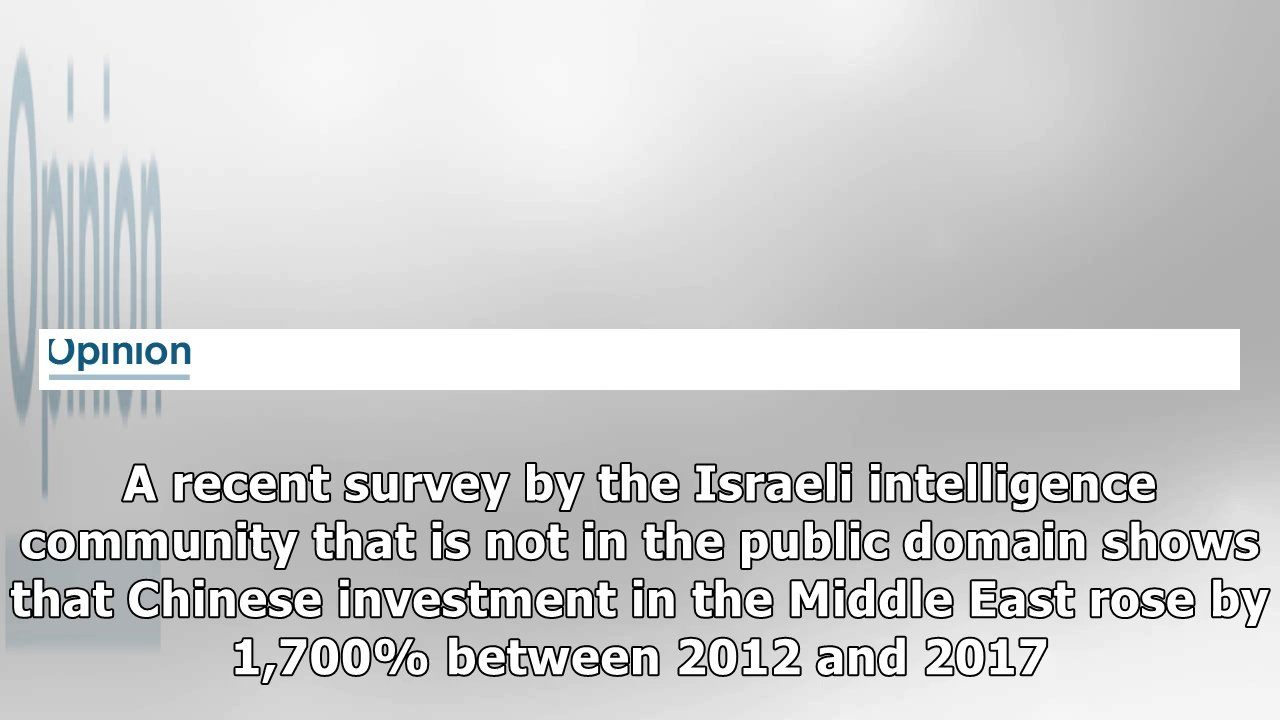 Opinion
Opinion
A recent survey by the Israeli intelligence
community that is not in the public domain shows
that Chinese investment in the Middle East rose by
1,700% between 2012 and 2017